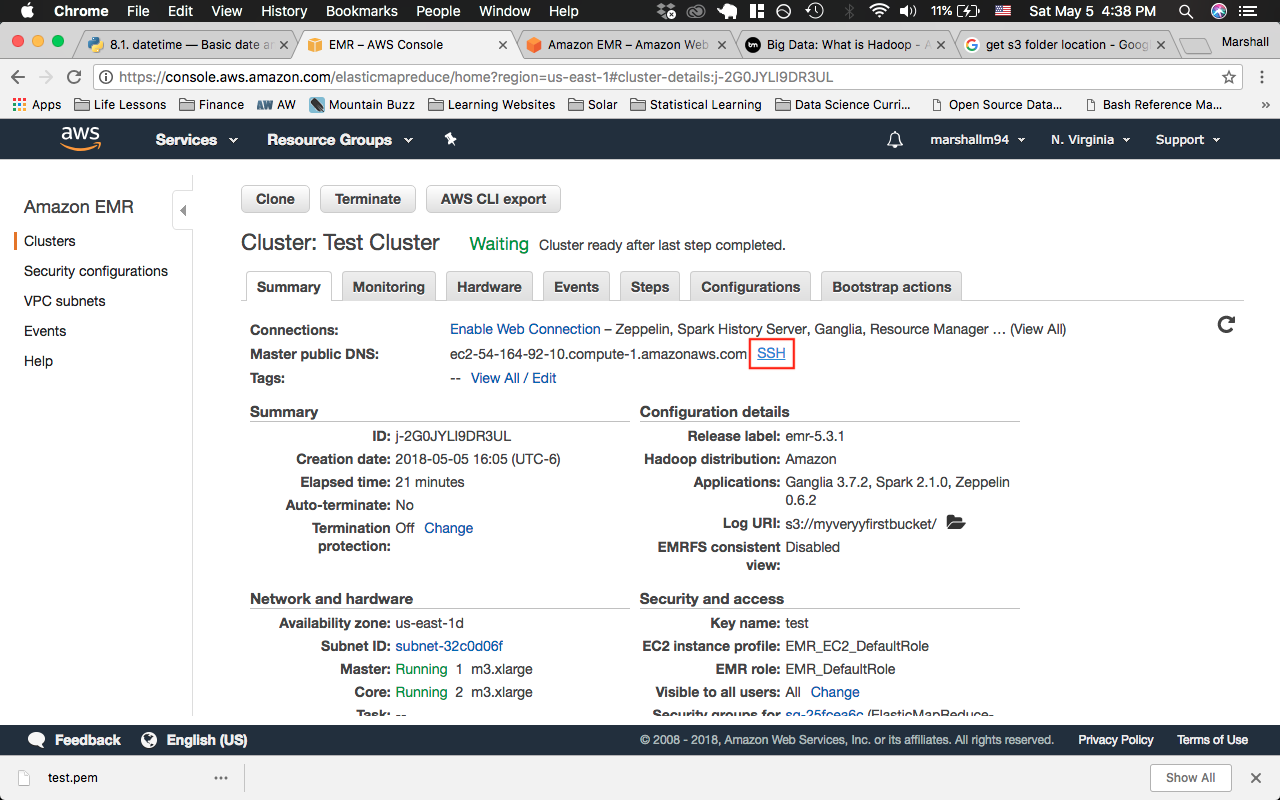 Chrome File Edit View History Bookmarks People Window Help 11% Sat May 5 4:38 PM
8.1. datetime — Basic date ar
EMR – AWS Console
Amazon EMR – Amazon Web
Big Data: What is Hadoop - A
get s3 folder location - Goog
Marshall
https://console.aws.amazon.com/elasticmapreduce/home?region=us-east-1#cluster-details:j-2G0JYLI9DR3UL
Apps Life Lessons Finance AW AW Mountain Buzz Learning Websites Solar Statistical Learning Data Science Curri... Open Source Data... Bash Reference Ma... »
aws Services Resource Groups marshallm94 N. Virginia Support
Amazon EMR
Clusters
Security configurations
VPC subnets
Events
Help
Clone Terminate AWS CLI export
Cluster: Test Cluster Waiting Cluster ready after last step completed.
Summary Monitoring Hardware Events Steps Configurations Bootstrap actions
Connections: Enable Web Connection – Zeppelin, Spark History Server, Ganglia, Resource Manager … (View All)
Master public DNS: ec2-54-164-92-10.compute-1.amazonaws.com SSH
Tags: -- View All / Edit
Summary
ID: j-2G0JYLI9DR3UL
Creation date: 2018-05-05 16:05 (UTC-6)
Elapsed time: 21 minutes
Auto-terminate: No
Termination Off Change
protection:
Configuration details
Release label: emr-5.3.1
Hadoop distribution: Amazon
Applications: Ganglia 3.7.2, Spark 2.1.0, Zeppelin
0.6.2
Log URI: s3://myveryyfirstbucket/
EMRFS consistent Disabled
view:
Network and hardware
Availability zone: us-east-1d
Subnet ID: subnet-32c0d06f
Master: Running 1 m3.xlarge
Core: Running 2 m3.xlarge
Task: --
Security and access
Key name: test
EC2 instance profile: EMR_EC2_DefaultRole
EMR role: EMR_DefaultRole
Visible to all users: All Change
Security groups for sg-25fcea6c (ElasticMapReduce-
Feedback English (US) © 2008 - 2018, Amazon Web Services, Inc. or its affiliates. All rights reserved. Privacy Policy Terms of Use
test.pem Show All